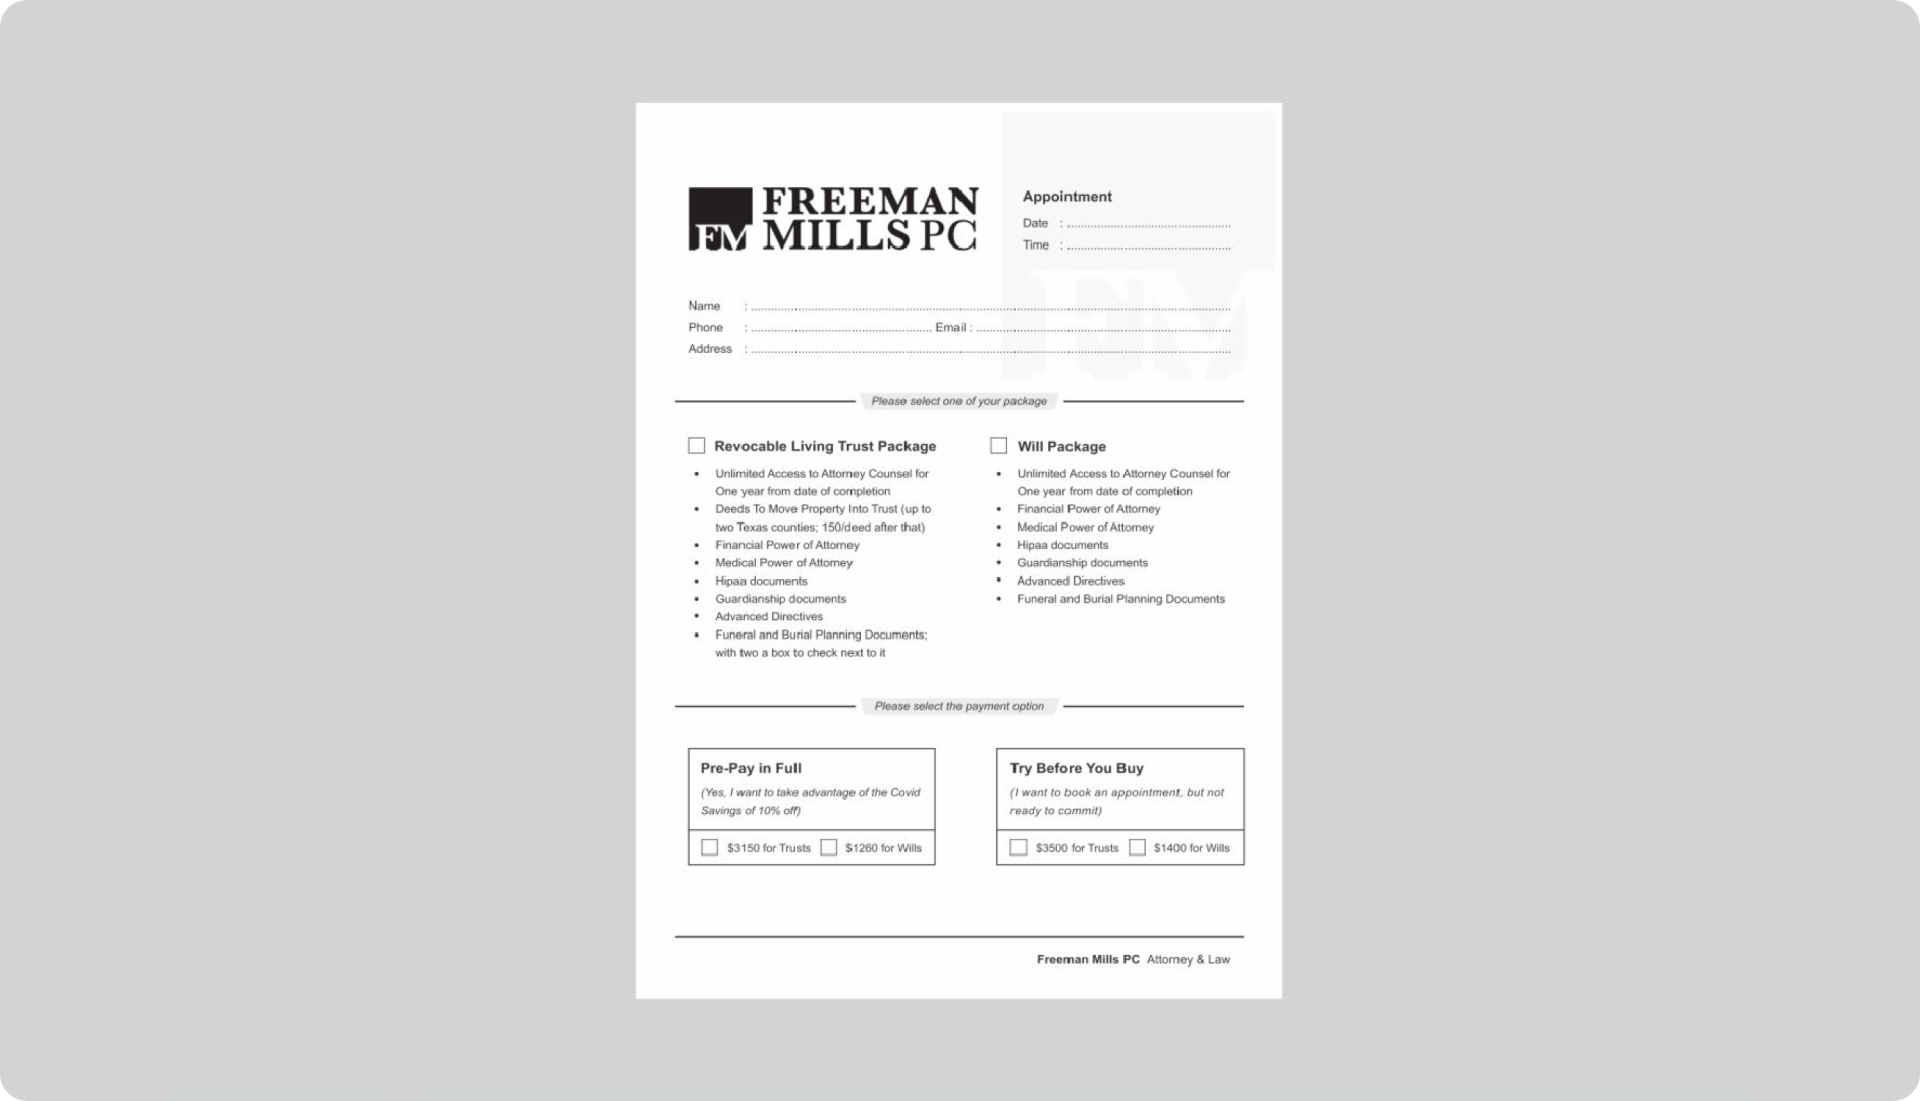 FM FREEMAN
MILLS PC
Appointment
Date : ........................................
Time : ........................................
FM
Name : ........................................
Phone : ........................................ Email : ........................................
Address : ........................................
Please select one of your package
Revocable Living Trust Package
• Unlimited Access to Attorney Counsel for
One year from date of completion
• Deeds To Move Property Into Trust (up to
two Texas counties; 150/deed after that)
• Financial Power of Attorney
• Medical Power of Attorney
• Hipaa documents
• Guardianship documents
• Advanced Directives
• Funeral and Burial Planning Documents;
with two a box to check next to it
Will Package
• Unlimited Access to Attorney Counsel for
One year from date of completion
• Financial Power of Attorney
• Medical Power of Attorney
• Hipaa documents
• Guardianship documents
• Advanced Directives
• Funeral and Burial Planning Documents
Please select the payment option
Pre-Pay in Full
(Yes, I want to take advantage of the Covid
Savings of 10% off)
$3150 for Trusts $1260 for Wills
Try Before You Buy
(I want to book an appointment, but not
ready to commit)
$3500 for Trusts $1400 for Wills
Freeman Mills PC Attorney & Law